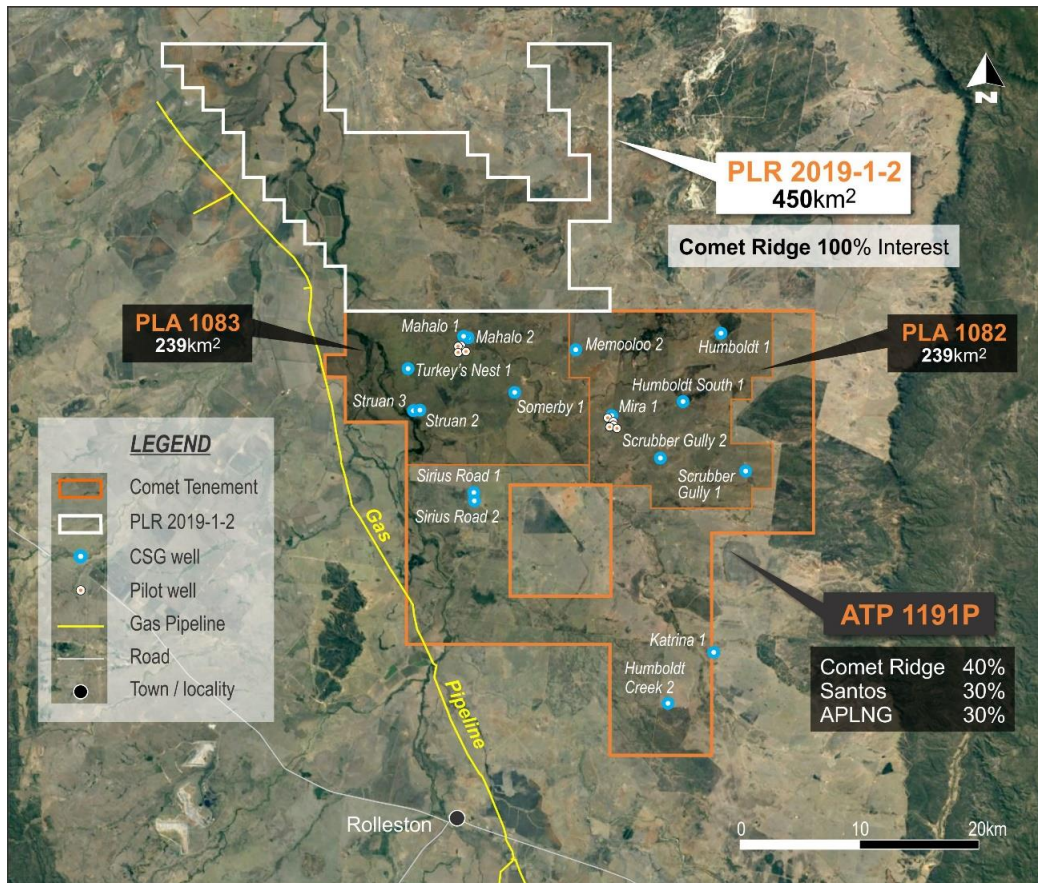 N
PLR 2019-1-2
450km²
Comet Ridge 100% Interest
PLA 1083
239km²
PLA 1082
239km²
Mahalo 1
Mahalo 2
Memooloo 2
Humboldt 1
Turkey's Nest 1
Humboldt South 1
Struan 3
Somerby 1
Mira 1
Struan 2
Scrubber Gully 2
Sirius Road 1
Scrubber
Gully 1
Sirius Road 2
LEGEND
Comet Tenement
PLR 2019-1-2
CSG well
Pilot well
Gas Pipeline
Road
Town / locality
Gas
Pipeline
ATP 1191P
Katrina 1
Humboldt
Creek 2
Comet Ridge 40%
Santos 30%
APLNG 30%
Rolleston
0 10 20km